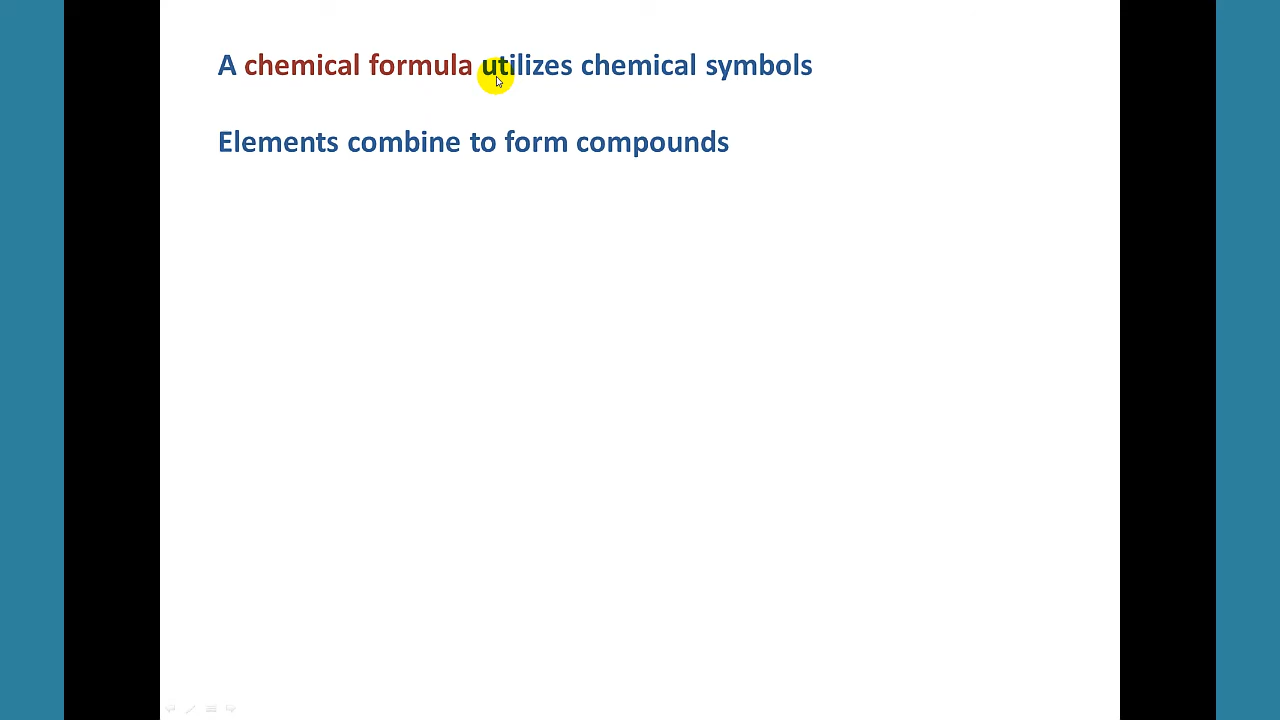 A chemical formula utilizes chemical symbols
Elements combine to form compounds